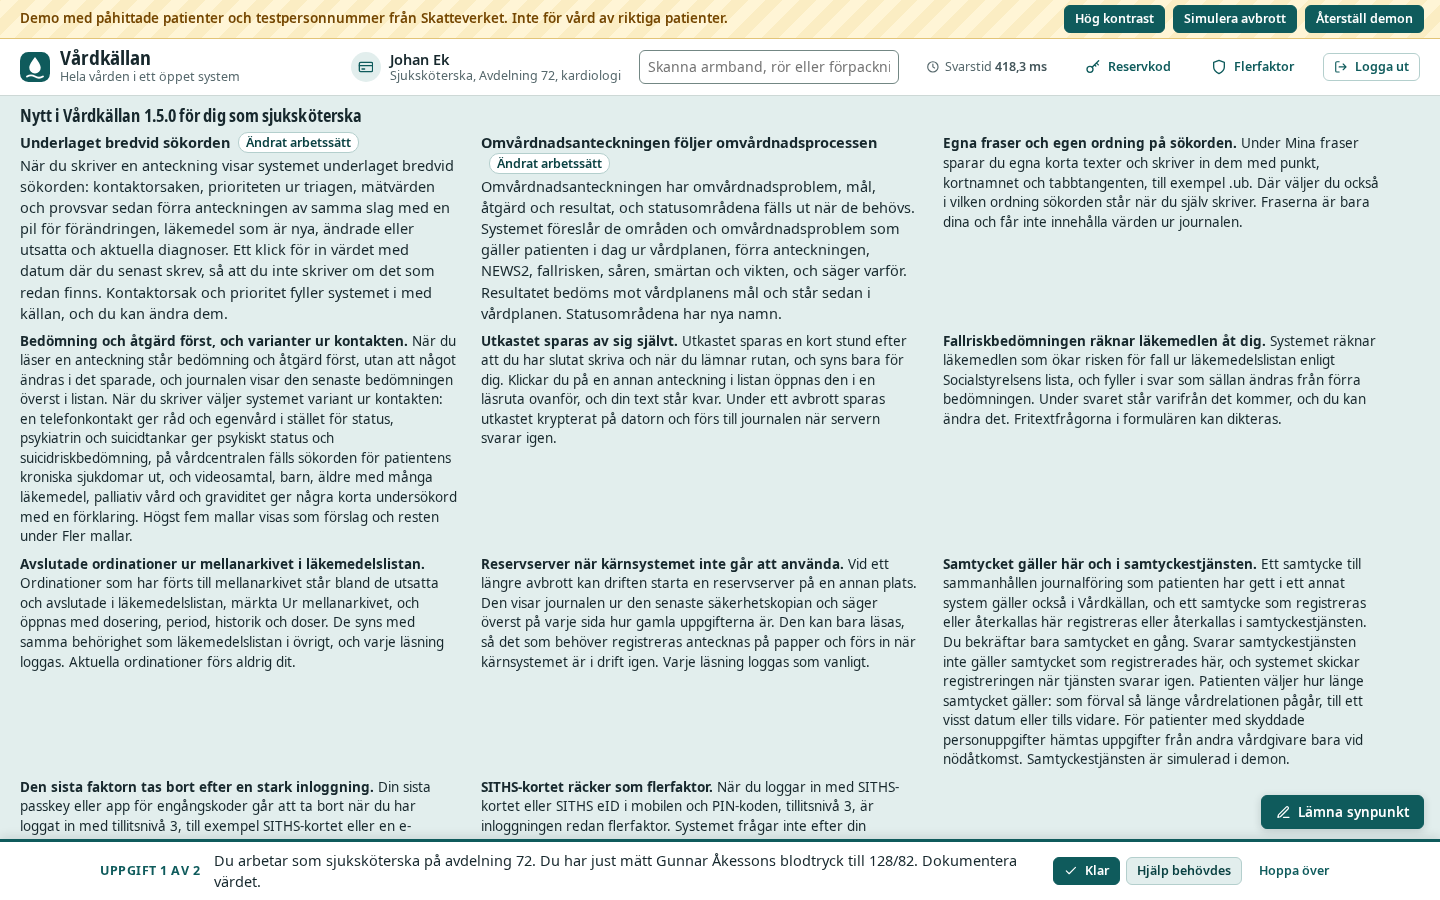 Demo med påhittade patienter och testpersonnummer från Skatteverket. Inte för vård av riktiga patienter.
Hög kontrast
Simulera avbrott
Återställ demon
Vårdkällan
Hela vården i ett öppet system
Johan Ek
Sjuksköterska, Avdelning 72, kardiologi
Skanna armband, rör eller förpackni
Svarstid 418,3 ms
Reservkod
Flerfaktor
Logga ut
Nytt i Vårdkällan 1.5.0 för dig som sjuksköterska
Underlaget bredvid sökorden Ändrat arbetssätt
När du skriver en anteckning visar systemet underlaget bredvid
sökorden: kontaktorsaken, prioriteten ur triagen, mätvärden
och provsvar sedan förra anteckningen av samma slag med en
pil för förändringen, läkemedel som är nya, ändrade eller
utsatta och aktuella diagnoser. Ett klick för in värdet med
datum där du senast skrev, så att du inte skriver om det som
redan finns. Kontaktorsak och prioritet fyller systemet i med
källan, och du kan ändra dem.
Omvårdnadsanteckningen följer omvårdnadsprocessen
Ändrat arbetssätt
Omvårdnadsanteckningen har omvårdnadsproblem, mål,
åtgärd och resultat, och statusområdena fälls ut när de behövs.
Systemet föreslår de områden och omvårdnadsproblem som
gäller patienten i dag ur vårdplanen, förra anteckningen,
NEWS2, fallrisken, såren, smärtan och vikten, och säger varför.
Resultatet bedöms mot vårdplanens mål och står sedan i
vårdplanen. Statusområdena har nya namn.
Egna fraser och egen ordning på sökorden. Under Mina fraser
sparar du egna korta texter och skriver in dem med punkt,
kortnamnet och tabbtangenten, till exempel .ub. Där väljer du också
i vilken ordning sökorden står när du själv skriver. Fraserna är bara
dina och får inte innehålla värden ur journalen.
Bedömning och åtgärd först, och varianter ur kontakten. När du
läser en anteckning står bedömning och åtgärd först, utan att något
ändras i det sparade, och journalen visar den senaste bedömningen
överst i listan. När du skriver väljer systemet variant ur kontakten:
en telefonkontakt ger råd och egenvård i stället för status,
psykiatrin och suicidtankar ger psykiskt status och
suicidriskbedömning, på vårdcentralen fälls sökorden för patientens
kroniska sjukdomar ut, och videosamtal, barn, äldre med många
läkemedel, palliativ vård och graviditet ger några korta undersökord
med en förklaring. Högst fem mallar visas som förslag och resten
under Fler mallar.
Utkastet sparas av sig självt. Utkastet sparas en kort stund efter
att du har slutat skriva och när du lämnar rutan, och syns bara för
dig. Klickar du på en annan anteckning i listan öppnas den i en
läsruta ovanför, och din text står kvar. Under ett avbrott sparas
utkastet krypterat på datorn och förs till journalen när servern
svarar igen.
Fallriskbedömningen räknar läkemedlen åt dig. Systemet räknar
läkemedlen som ökar risken för fall ur läkemedelslistan enligt
Socialstyrelsens lista, och fyller i svar som sällan ändras från förra
bedömningen. Under svaret står varifrån det kommer, och du kan
ändra det. Fritextfrågorna i formulären kan dikteras.
Avslutade ordinationer ur mellanarkivet i läkemedelslistan.
Ordinationer som har förts till mellanarkivet står bland de utsatta
och avslutade i läkemedelslistan, märkta Ur mellanarkivet, och
öppnas med dosering, period, historik och doser. De syns med
samma behörighet som läkemedelslistan i övrigt, och varje läsning
loggas. Aktuella ordinationer förs aldrig dit.
Reservserver när kärnsystemet inte går att använda. Vid ett
längre avbrott kan driften starta en reservserver på en annan plats.
Den visar journalen ur den senaste säkerhetskopian och säger
överst på varje sida hur gamla uppgifterna är. Den kan bara läsas,
så det som behöver registreras antecknas på papper och förs in när
kärnsystemet är i drift igen. Varje läsning loggas som vanligt.
Samtycket gäller här och i samtyckestjänsten. Ett samtycke till
sammanhållen journalföring som patienten har gett i ett annat
system gäller också i Vårdkällan, och ett samtycke som registreras
eller återkallas här registreras eller återkallas i samtyckestjänsten.
Du bekräftar bara samtycket en gång. Svarar samtyckestjänsten
inte gäller samtycket som registrerades här, och systemet skickar
registreringen när tjänsten svarar igen. Patienten väljer hur länge
samtycket gäller: som förval så länge vårdrelationen pågår, till ett
visst datum eller tills vidare. För patienter med skyddade
personuppgifter hämtas uppgifter från andra vårdgivare bara vid
nödåtkomst. Samtyckestjänsten är simulerad i demon.
Den sista faktorn tas bort efter en stark inloggning. Din sista
passkey eller app för engångskoder går att ta bort när du har
loggat in med tillitsnivå 3, till exempel SITHS-kortet eller en e-
SITHS-kortet räcker som flerfaktor. När du loggar in med SITHS-
kortet eller SITHS eID i mobilen och PIN-koden, tillitsnivå 3, är
inloggningen redan flerfaktor. Systemet frågar inte efter din
Lämna synpunkt
UPPGIFT 1 AV 2
Du arbetar som sjuksköterska på avdelning 72. Du har just mätt Gunnar Åkessons blodtryck till 128/82. Dokumentera
värdet.
Klar
Hjälp behövdes
Hoppa över